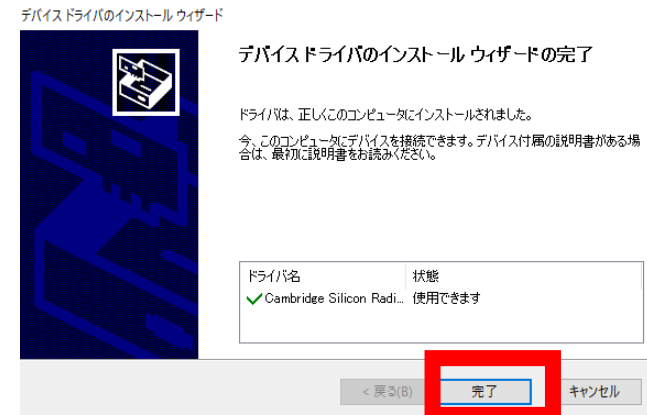 デバイス ドライバのインストール ウィザード
デバイス ドライバのインストール ウィザードの完了
ドライバは、正しくこのコンピュータにインストールされました。
今、このコンピュータにデバイスを接続できます。デバイス付属の説明書がある場
合は、最初に説明書をお読みください。
ドライバ名 状態
Cambridge Silicon Radi... 使用できます
< 戻る(B) 完了 キャンセル